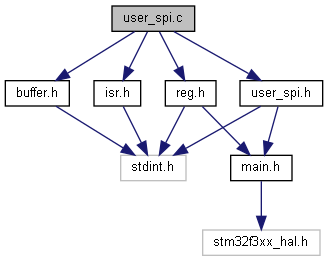 user_spi.c
buffer.h
isr.h
reg.h
user_spi.h
stdint.h
main.h
stm32f3xx_hal.h